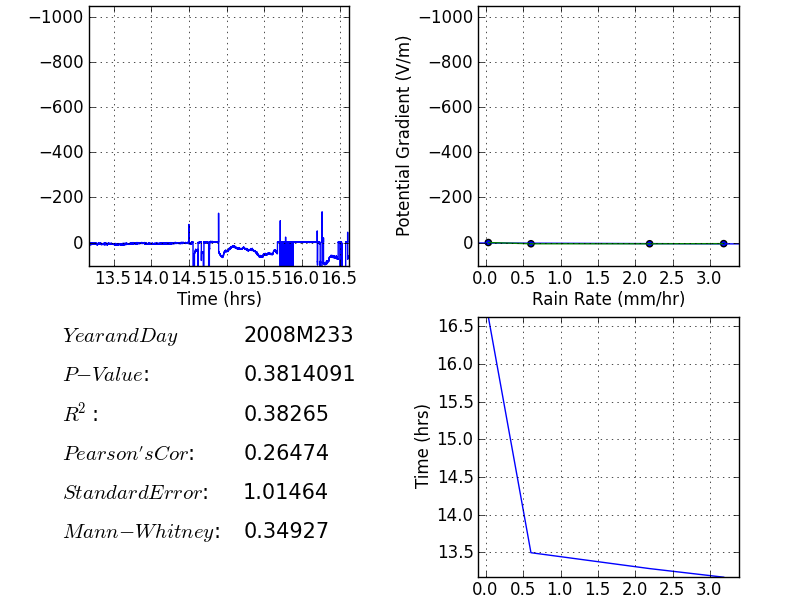 −1000
−800
−600
−400
−200
0
13.5 14.0 14.5 15.0 15.5 16.0 16.5
Time (hrs)
−1000
−800
−600
−400
−200
0
Potential Gradient (V/m)
0.0 0.5 1.0 1.5 2.0 2.5 3.0
Rain Rate (mm/hr)
YearandDay 2008M233
P−Value: 0.3814091
R²: 0.38265
Pearson'sCor: 0.26474
StandardError: 1.01464
Mann−Whitney: 0.34927
16.5
16.0
15.5
15.0
14.5
14.0
13.5
Time (hrs)
0.0 0.5 1.0 1.5 2.0 2.5 3.0